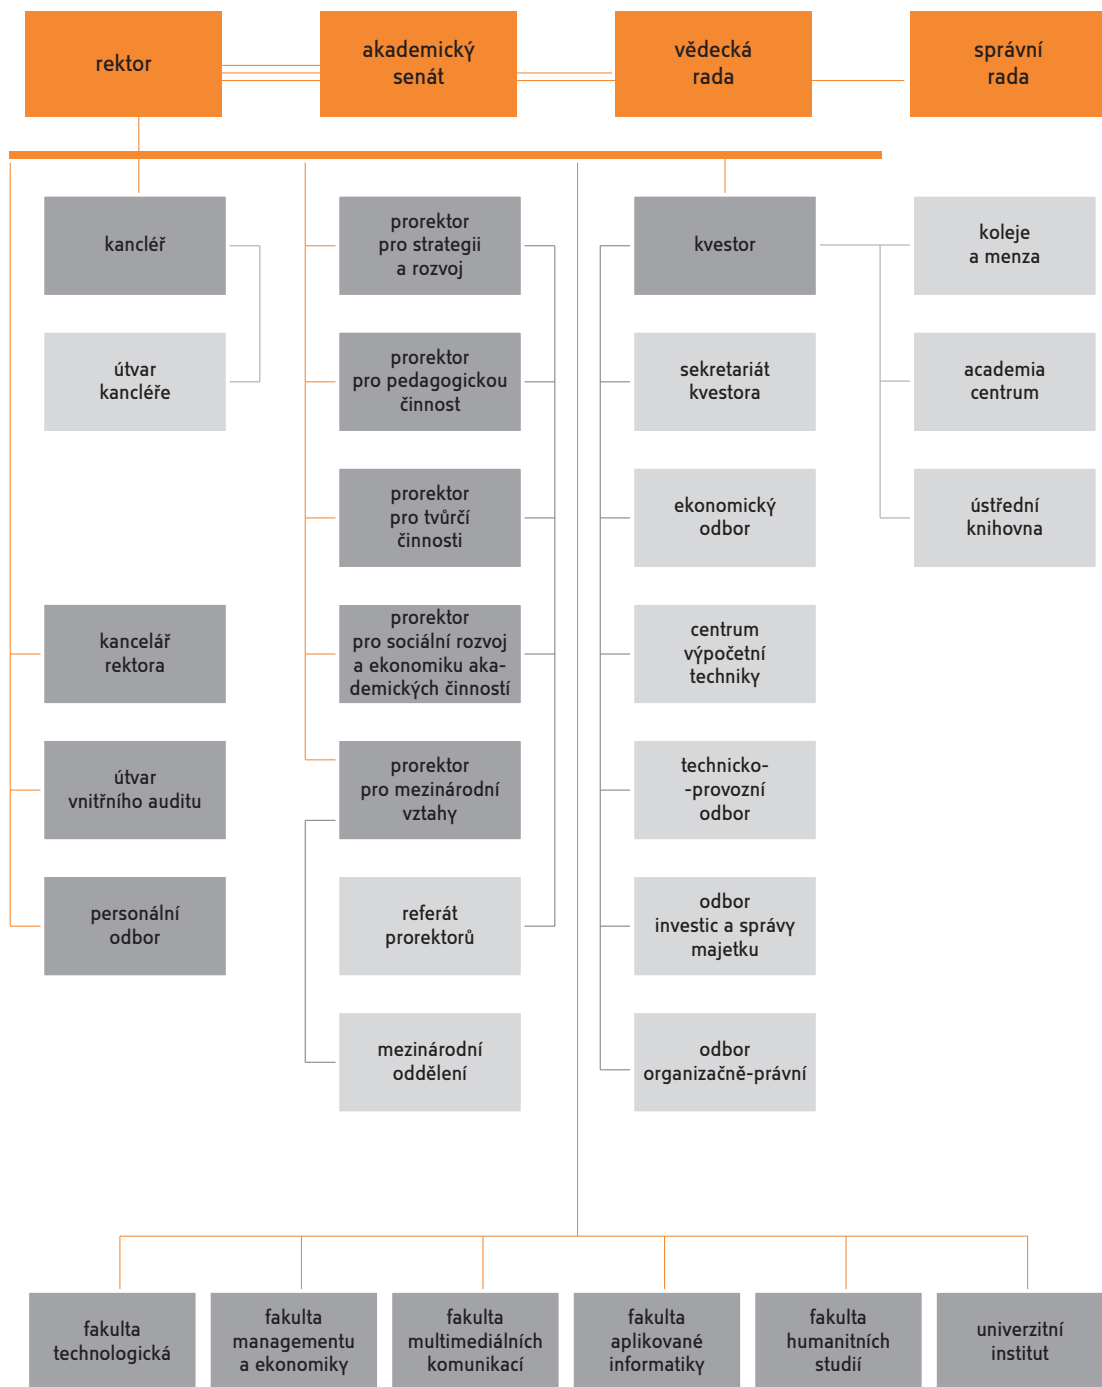 rektor
akademický
senát
vědecká
rada
správní
rada
kancléř
útvar
kancléře
kancelář
rektora
útvar
vnitřního auditu
personální
odbor
prorektor
pro strategii
a rozvoj
prorektor
pro pedagogickou
činnost
prorektor
pro tvůrčí
činnosti
prorektor
pro sociální rozvoj
a ekonomiku aka-
demických činností
prorektor
pro mezinárodní
vztahy
referát
prorektorů
mezinárodní
oddělení
kvestor
sekretariát
kvestora
ekonomický
odbor
centrum
výpočetní
techniky
technicko-
-provozní
odbor
odbor
investic a správy
majetku
odbor
organizačně-právní
koleje
a menza
academia
centrum
ústřední
knihovna
fakulta
technologická
fakulta
managementu
a ekonomiky
fakulta
multimediálních
komunikací
fakulta
aplikované
informatiky
fakulta
humanitních
studií
univerzitní
institut